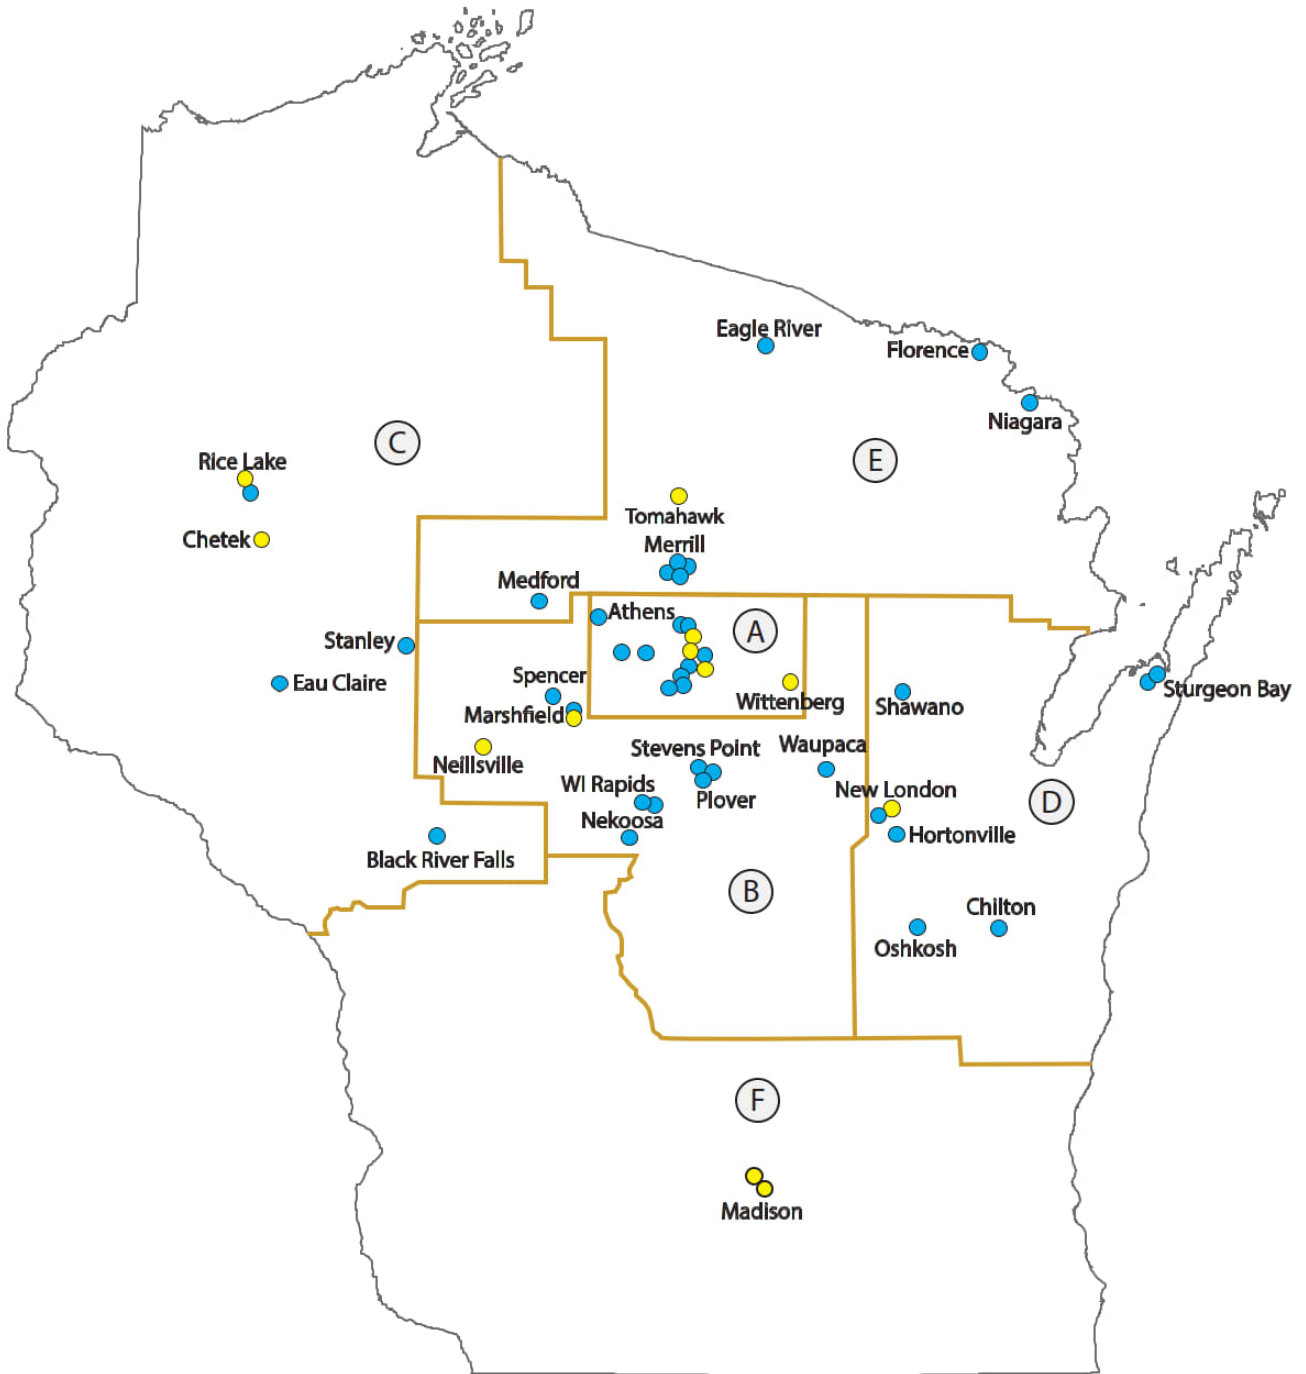 Eagle River
Florence
Niagara
C
E
Rice Lake
Tomahawk
Chetek
Merrill
Medford
Athens
A
Stanley
Eau Claire
Spencer
Wittenberg
Sturgeon Bay
Shawano
Marshfield
Neillsville
Stevens Point
Waupaca
WI Rapids
Plover
New London
D
Nekoosa
Hortonville
Black River Falls
B
Chilton
Oshkosh
F
Madison